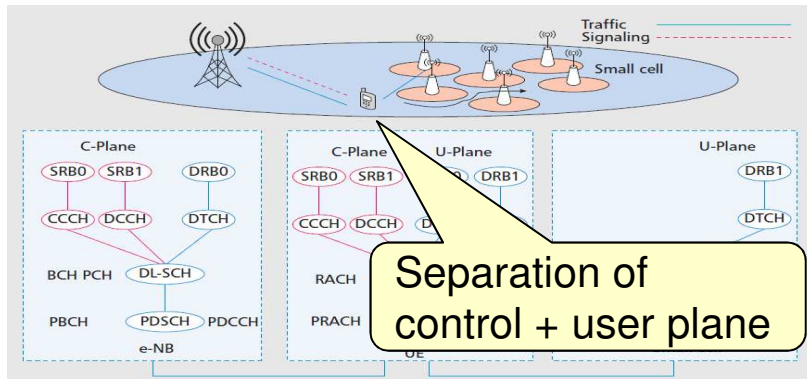 Traffic
Signaling
Small cell
C-Plane
SRB0 SRB1 DRB0
CCCH DCCH DTCH
BCH PCH DL-SCH
PBCH PDSCH PDCCH
e-NB
C-Plane U-Plane
SRB0 SRB1 DRB1
CCCH DCCH
RACH
PRACH
UE
U-Plane
DRB1
DTCH
Separation of
control + user plane